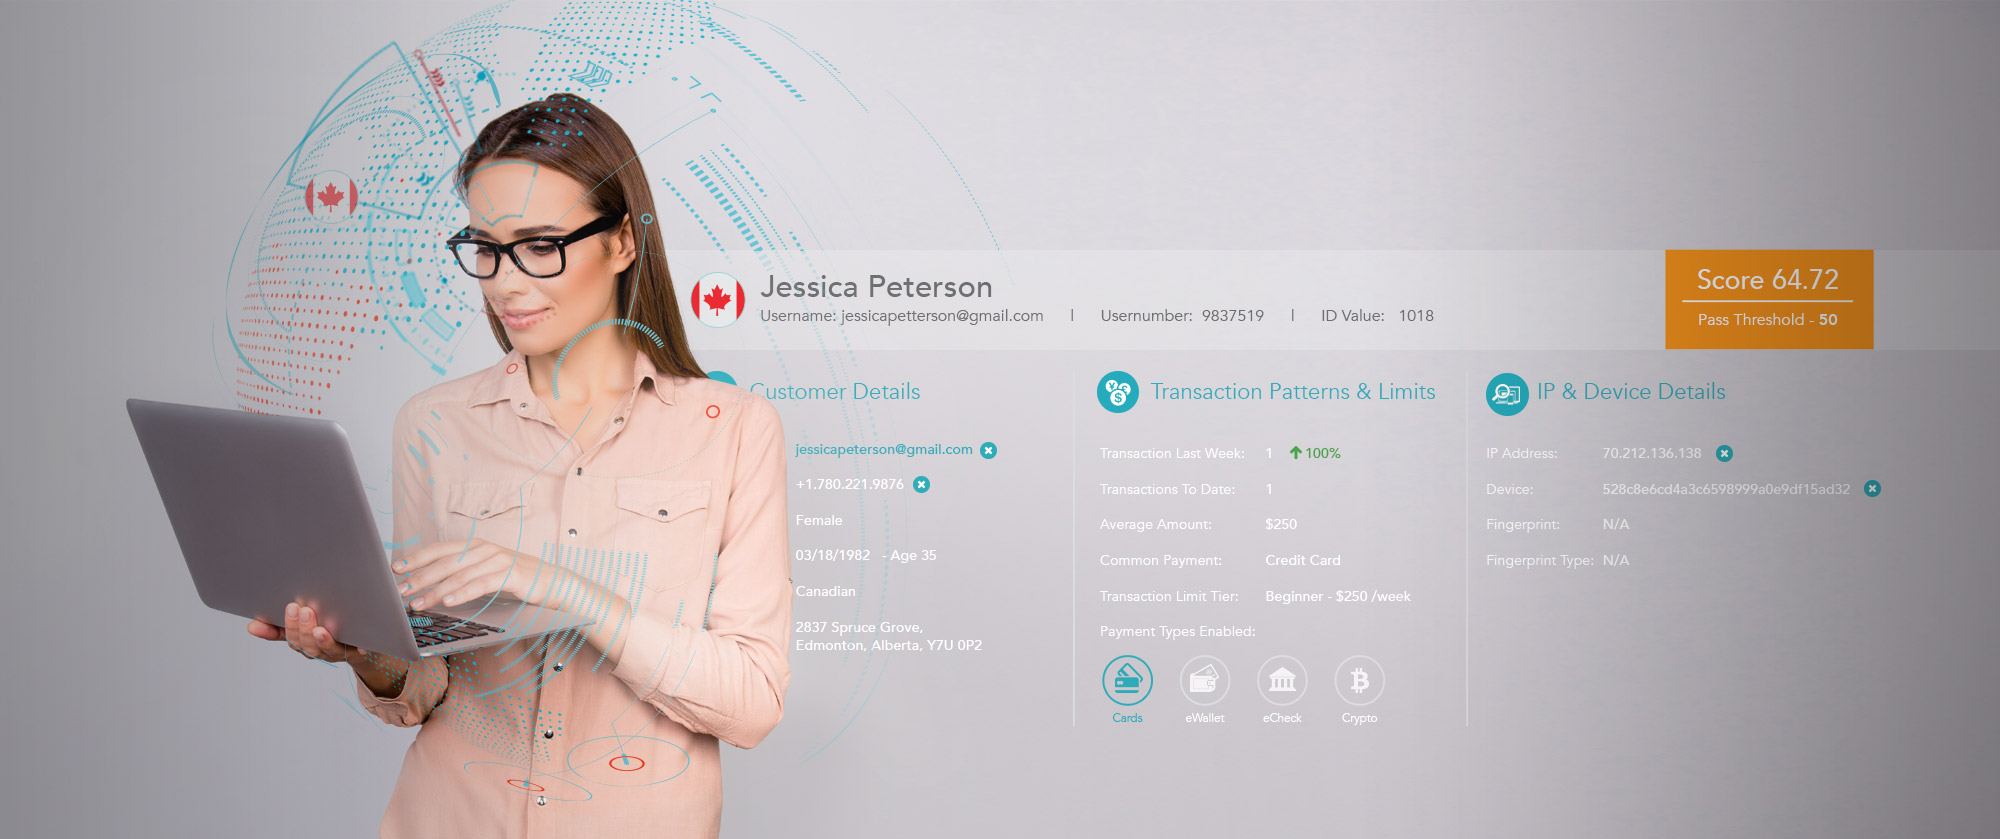 Jessica Peterson
Username: jessicapetterson@gmail.com | Usernumber: 9837519 | ID Value: 1018
Score 64.72
Pass Threshold - 50
Customer Details
jessicapeterson@gmail.com
+1.780.221.9876
Female
03/18/1982 - Age 35
Canadian
2837 Spruce Grove,
Edmonton, Alberta, Y7U 0P2
Transaction Patterns & Limits
Transaction Last Week: 1 100%
Transactions To Date: 1
Average Amount: $250
Common Payment: Credit Card
Transaction Limit Tier: Beginner - $250 /week
Payment Types Enabled:
Cards eWallet eCheck Crypto
IP & Device Details
IP Address: 70.212.136.138
Device: 528c8e6cd4a3c6598999a0e9df15ad32
Fingerprint: N/A
Fingerprint Type: N/A